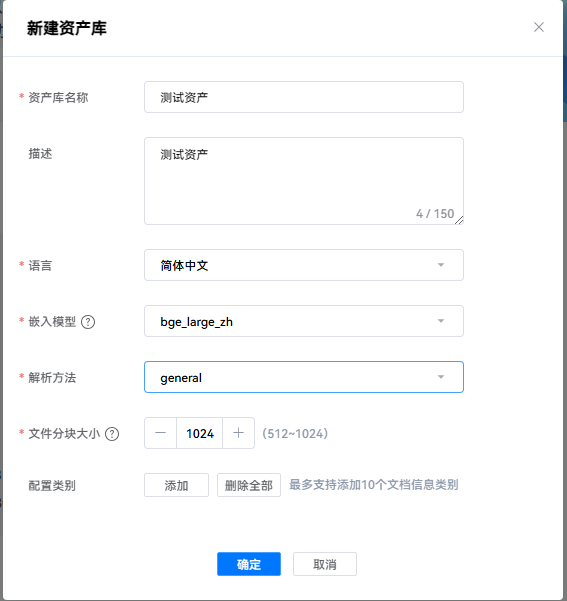 新建资产库
* 资产库名称 测试资产
描述 测试资产
4 / 150
* 语言 简体中文
* 嵌入模型 ? bge_large_zh
* 解析方法 general
* 文件分块大小 ? — 1024 + (512~1024)
配置类别 添加 删除全部 最多支持添加10个文档信息类别
确定 取消